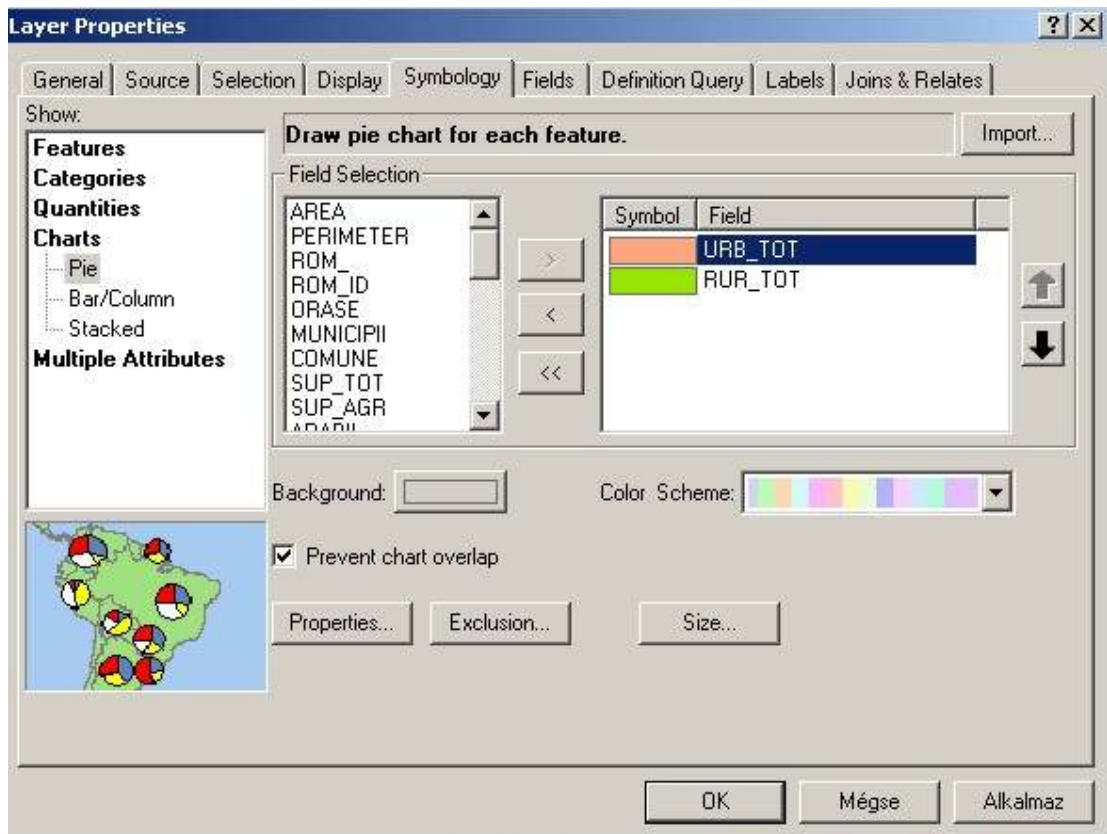 Layer Properties
General Source Selection Display Symbology Fields Definition Query Labels Joins & Relates
Show:
Features
Categories
Quantities
Charts
Pie
Bar/Column
Stacked
Multiple Attributes
Draw pie chart for each feature.
Import...
Field Selection
AREA
PERIMETER
ROM_
ROM_ID
ORASE
MUNICIPII
COMUNE
SUP_TOT
SUP_AGR
>
<
<<
Symbol Field
URB_TOT
RUR_TOT
Background:
Color Scheme:
Prevent chart overlap
Properties... Exclusion... Size...
OK Mégse Alkalmaz